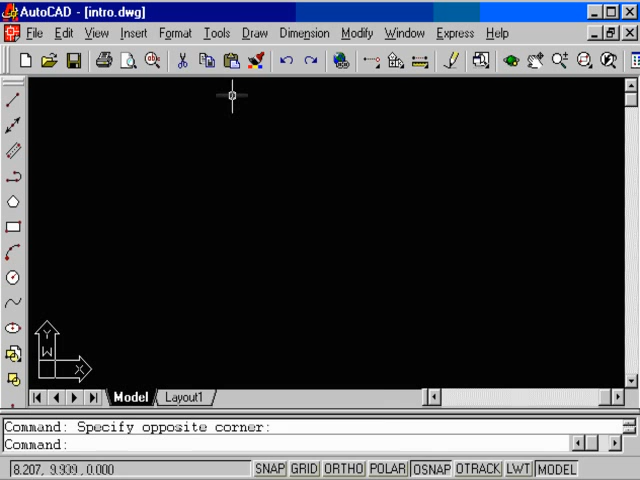 AutoCAD - [intro.dwg]
File Edit View Insert Format Tools Draw Dimension Modify Window Express Help
Y
W
X
Model Layout1
Command: Specify opposite corner:
Command:
8.207, 9.939, 0.000 SNAP GRID ORTHO POLAR OSNAP OTRACK LWT MODEL